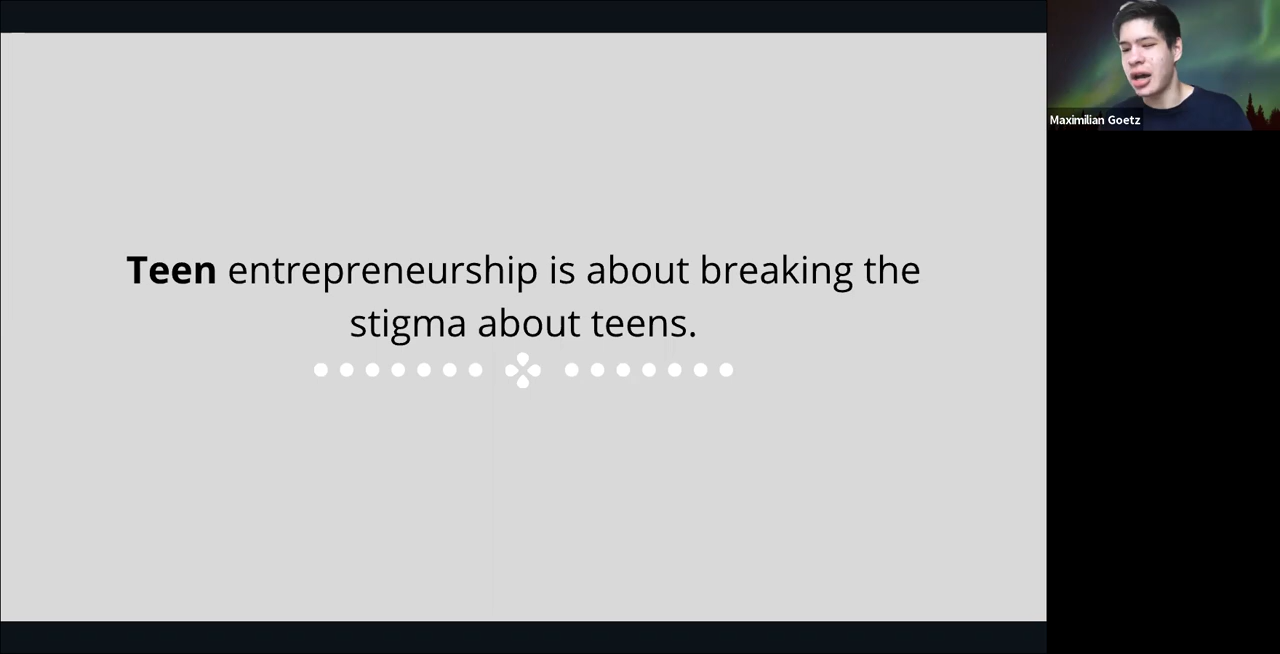 Teen entrepreneurship is about breaking the
stigma about teens.
Maximilian Goetz